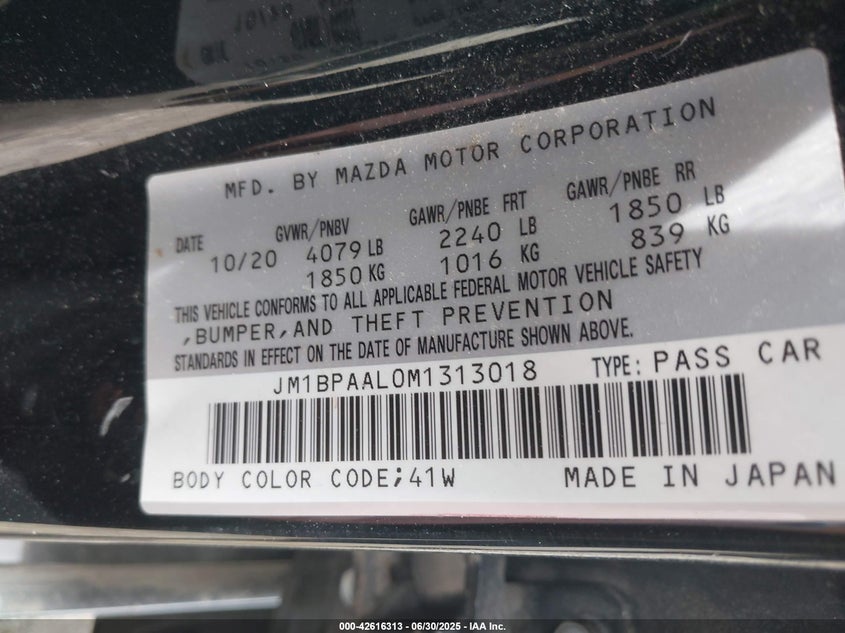 MFD. BY MAZDA MOTOR CORPORATION
DATE GVWR/PNBV GAWR/PNBE FRT GAWR/PNBE RR
10/20 4079 LB 2240 LB 1850 LB
1850 KG 1016 KG 839 KG
THIS VEHICLE CONFORMS TO ALL APPLICABLE FEDERAL MOTOR VEHICLE SAFETY
,BUMPER,AND THEFT PREVENTION
STANDARDS IN EFFECT ON THE DATE OF MANUFACTURE SHOWN ABOVE.
JM1BPAAL0M1313018 TYPE: PASS CAR
BODY COLOR CODE;41W MADE IN JAPAN
000-42616313 — 06/30/2025 - IAA Inc.